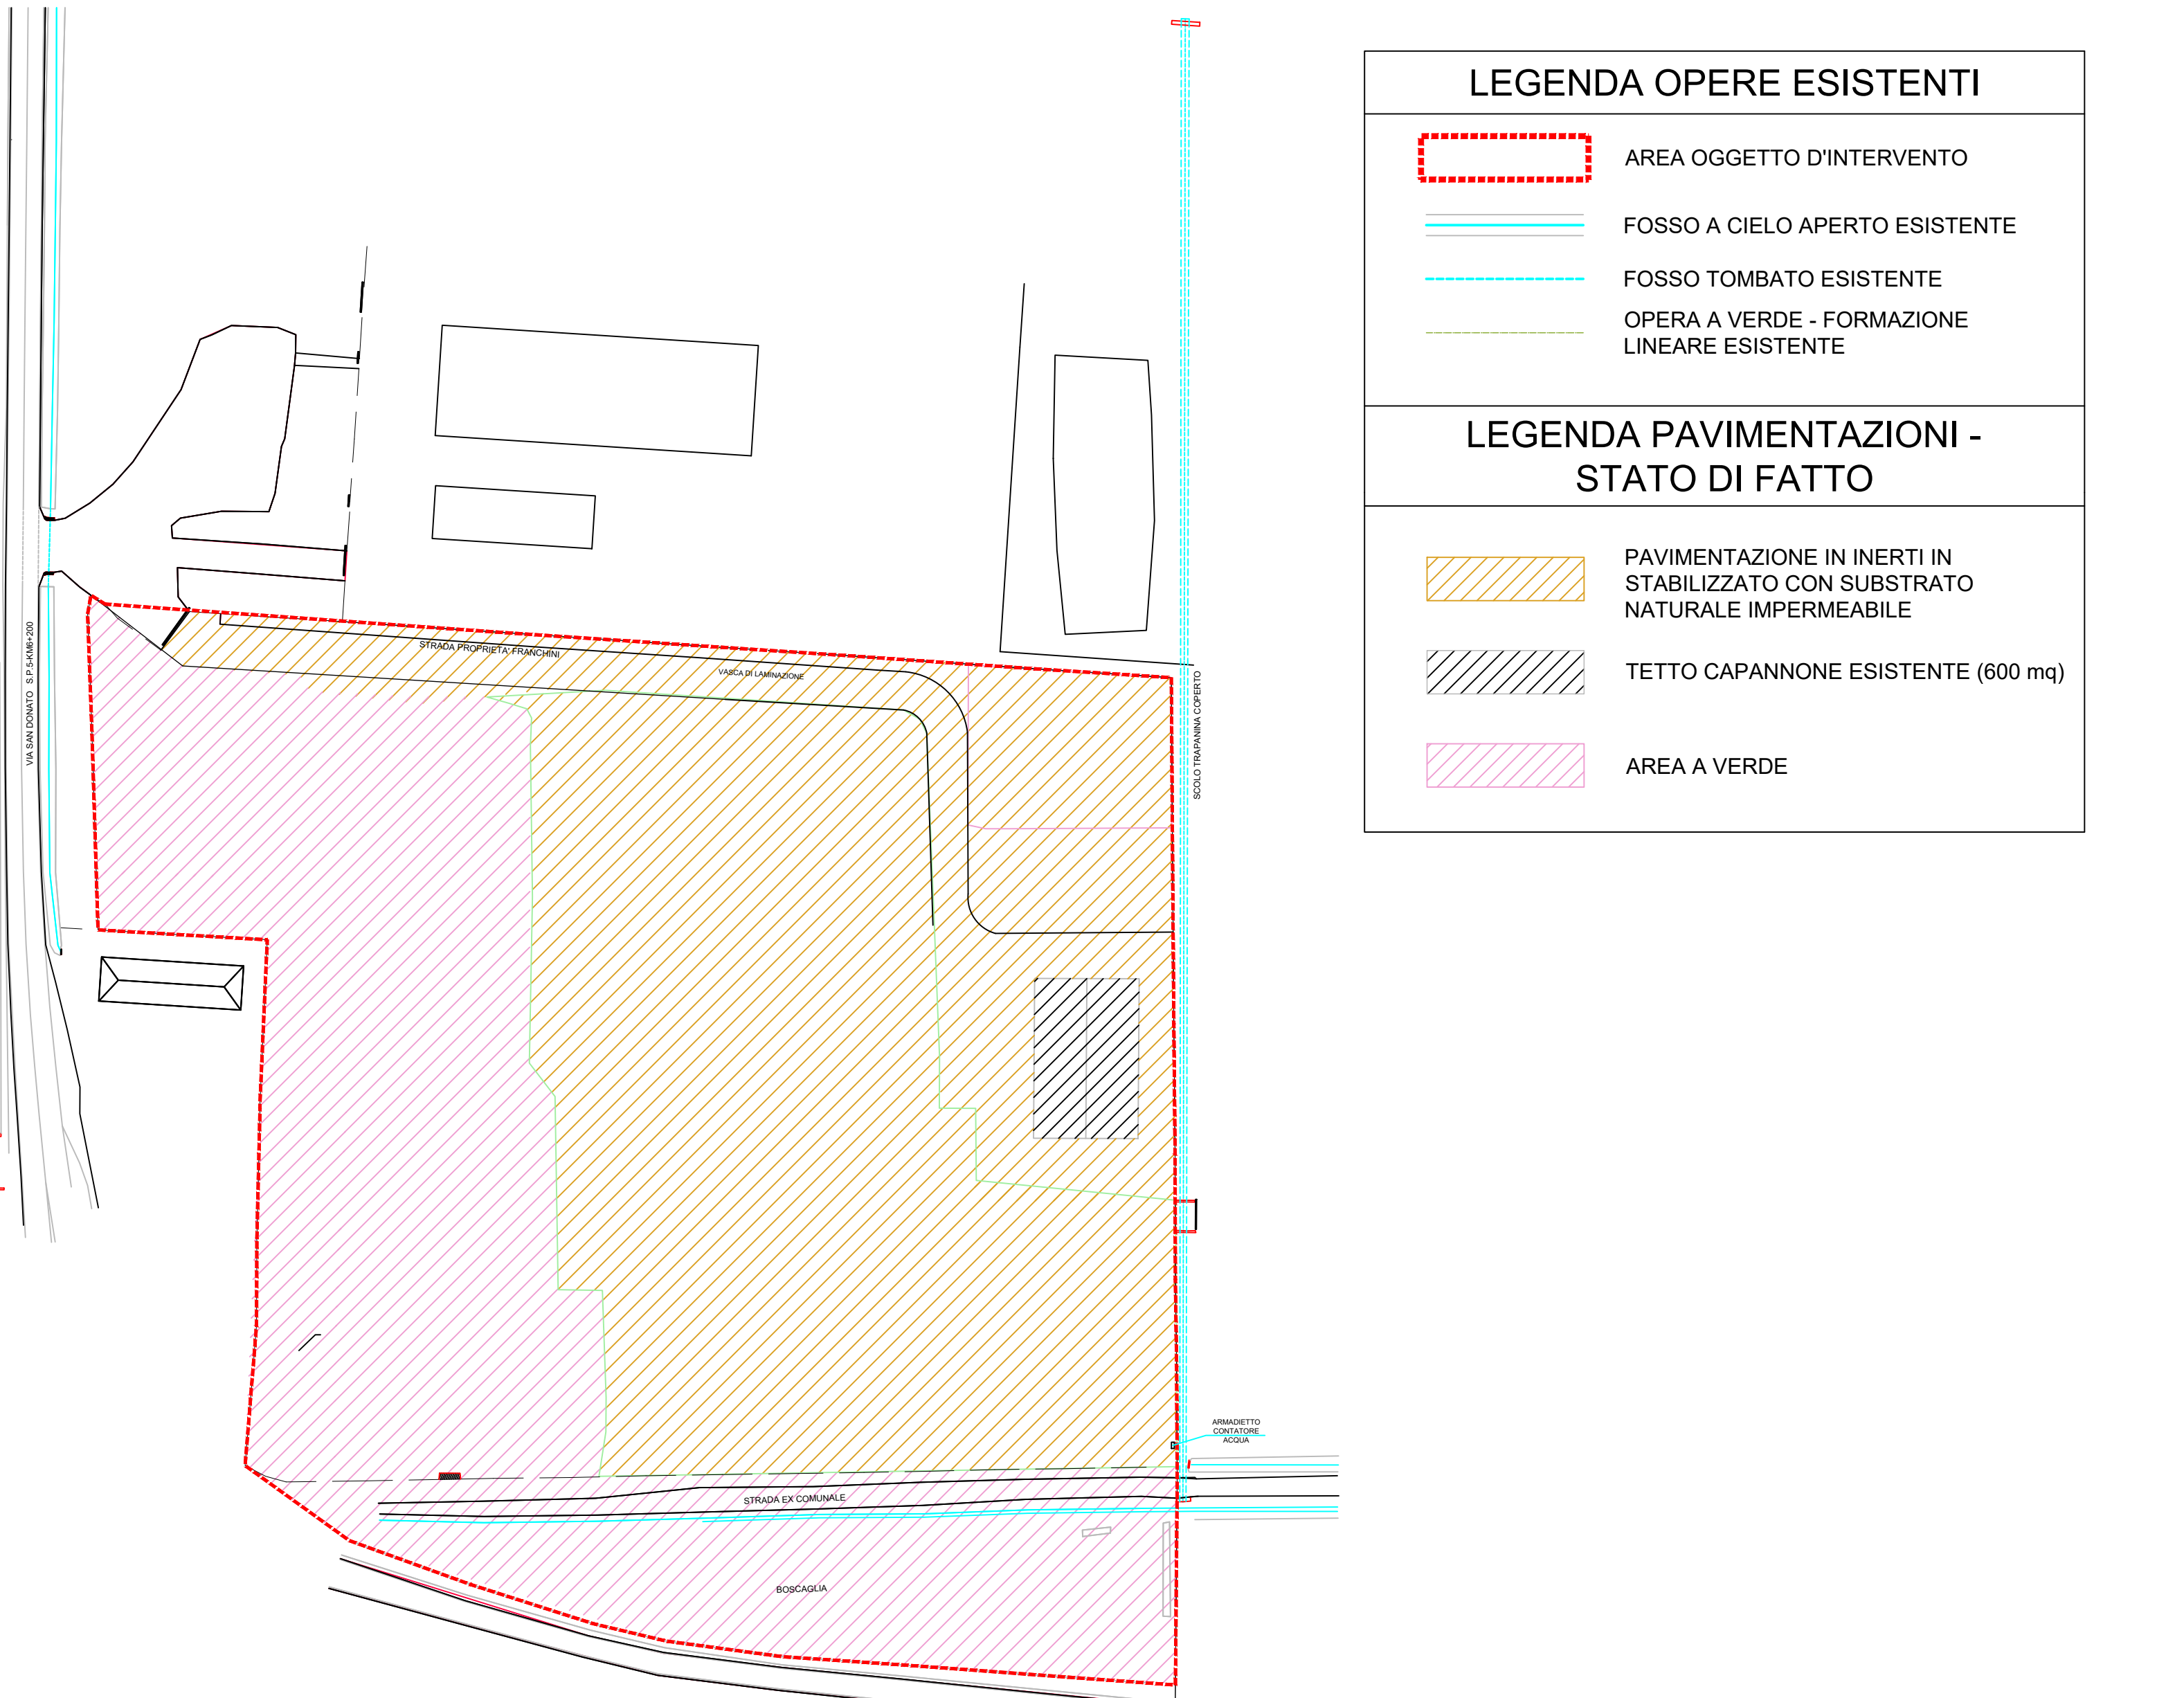 LEGENDA OPERE ESISTENTI
AREA OGGETTO D'INTERVENTO
FOSSO A CIELO APERTO ESISTENTE
FOSSO TOMBATO ESISTENTE
OPERA A VERDE - FORMAZIONE
LINEARE ESISTENTE
LEGENDA PAVIMENTAZIONI -
STATO DI FATTO
PAVIMENTAZIONE IN INERTI IN
STABILIZZATO CON SUBSTRATO
NATURALE IMPERMEABILE
TETTO CAPANNONE ESISTENTE (600 mq)
AREA A VERDE
VIA SAN DONATO S.P.5-KM6+200
STRADA PROPRIETA' FRANCHINI
VASCA DI LAMINAZIONE
SCOLO TRAPANINA COPERTO
ARMADIETTO
CONTATORE
ACQUA
STRADA EX COMUNALE
BOSCAGLIA